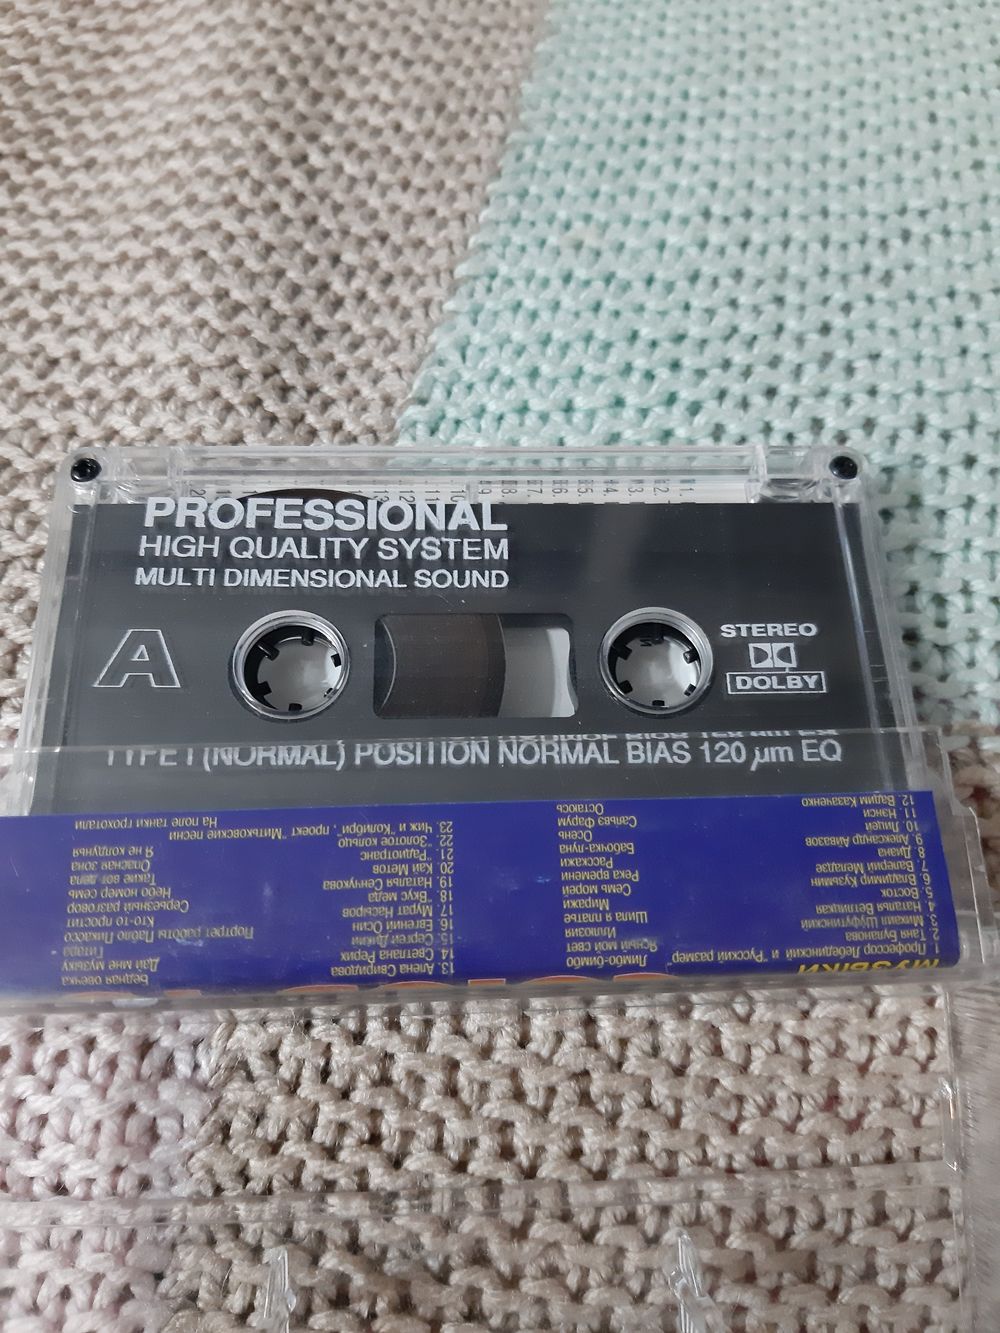 PROFESSIONAL
HIGH QUALITY SYSTEM
MULTI DIMENSIONAL SOUND
A
STEREO
DOLBY
TYPE I (NORMAL) POSITION NORMAL BIAS 120 µm EQ
МУЗЫКИ
1. Профессор Лебединский и "Русский размер" Лимбо-бимбо
2. Таня Буланова Ясный мой свет
3. Михаил Шуфутинский Иллюзия
4. Наталья Ветлицкая Шила я платье
5. Восток Миражи
6. Владимир Кузьмин Семь морей
7. Валерий Меладзе Река времени
8. Диана Расскажи
9. Александр Айвазов Бабочка-луна
10. Лицей Осень
11. Нэнси Фарум
12. Вадим Казаченко Остаюсь
13. Алена Свиридова Бедная овечка
14. Светлана Рерих Дай мне музыку
15. Сергей Дикий Гитара
16. Евгений Осин Портрет работы Пабло Пикассо
17. Мурат Насыров Кто-то простит
18. "Вкус меда" Серьезный разговор
19. Наталья Сенчукова Небо номер семь
20. Кай Метов Такие вот дела
21. "Радиотранс" Опасная зона
22. "Золотое кольцо" Я не колдунья
23. Чиж и "Колибри", проект "Митьковские песни" На поле танки грохотали